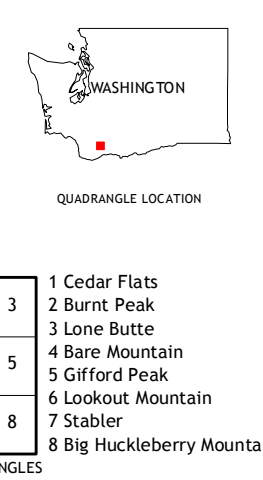 WASHINGTON
QUADRANGLE LOCATION
3
5
8
1 Cedar Flats
2 Burnt Peak
3 Lone Butte
4 Bare Mountain
5 Gifford Peak
6 Lookout Mountain
7 Stabler
8 Big Huckleberry Mounta
NGLES